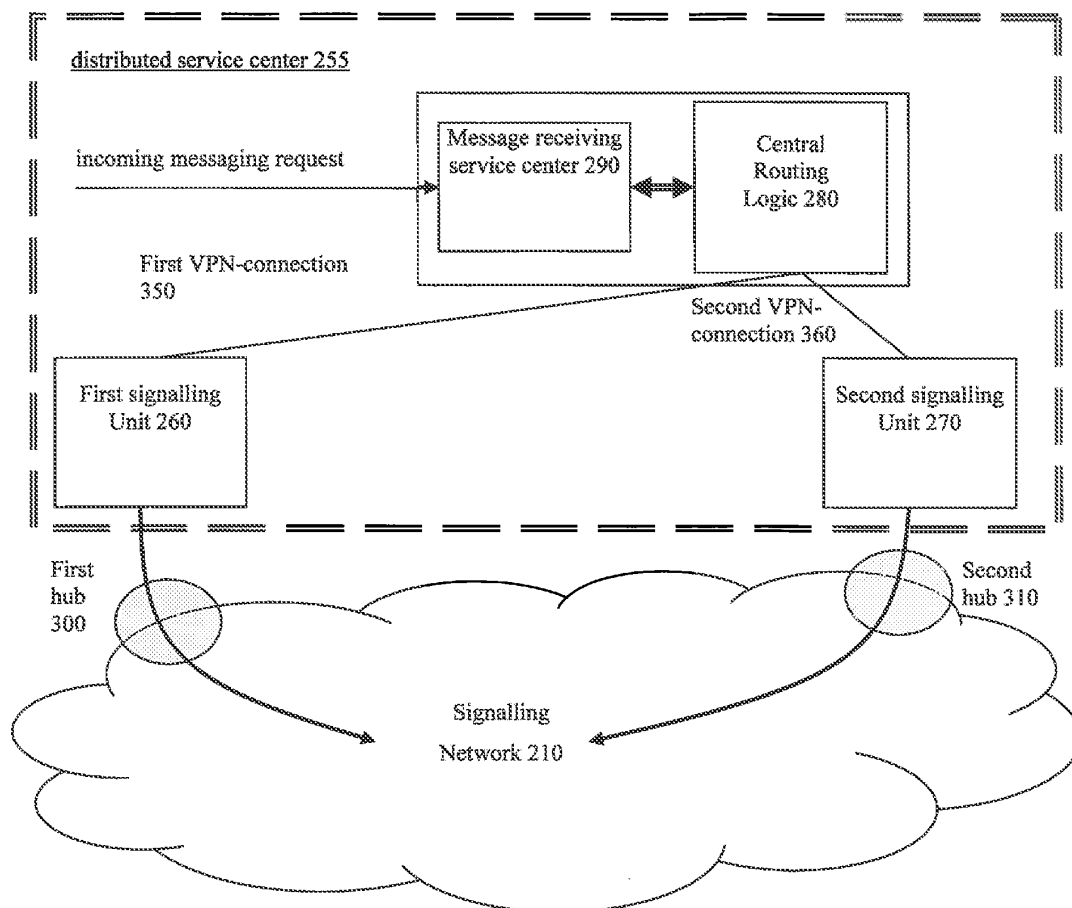 distributed service center 255
incoming messaging request
Message receiving
service center 290
Central
Routing
Logic 280
First VPN-connection
350
Second VPN-
connection 360
First signalling
Unit 260
Second signalling
Unit 270
First
hub
300
Second
hub 310
Signalling
Network 210